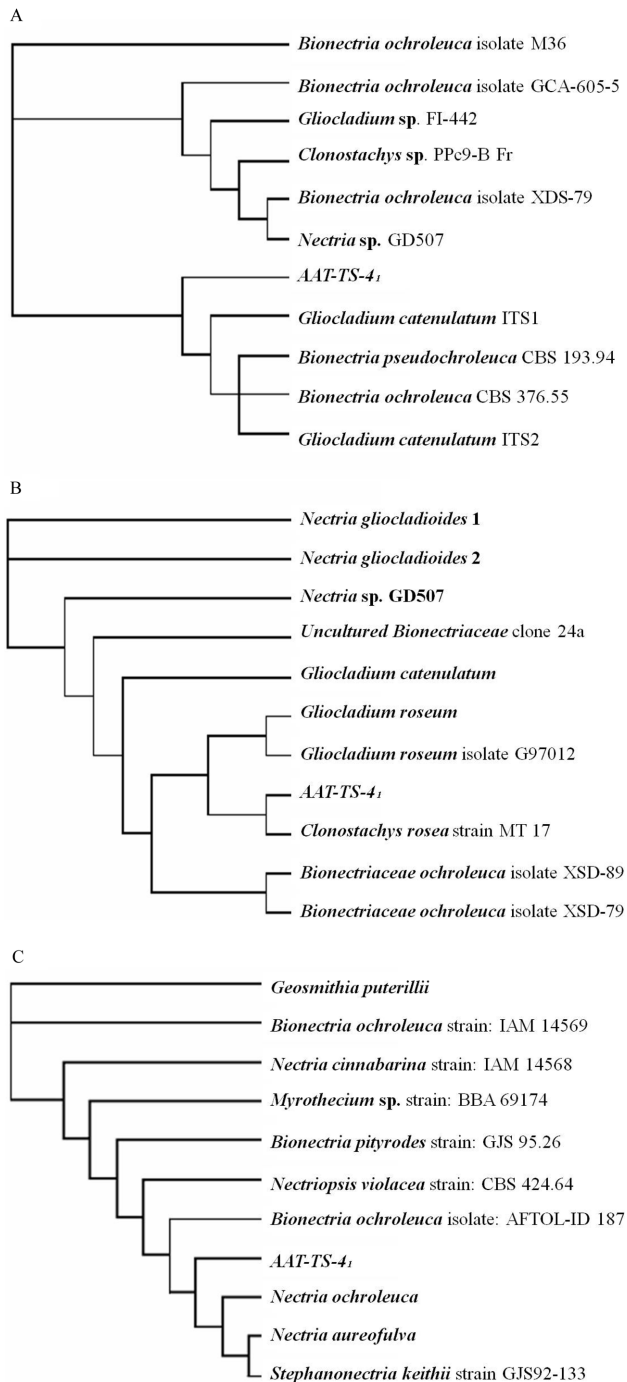 A
Bionectria ochroleuca isolate M36
Bionectria ochroleuca isolate GCA-605-5
Gliocladium sp. FI-442
Clonostachys sp. PPc9-B Fr
Bionectria ochroleuca isolate XDS-79
Nectria sp. GD507
AAT-TS-4₁
Gliocladium catenulatum ITS1
Bionectria pseudochroleuca CBS 193.94
Bionectria ochroleuca CBS 376.55
Gliocladium catenulatum ITS2
B
Nectria gliocladioides 1
Nectria gliocladioides 2
Nectria sp. GD507
Uncultured Bionectriaceae clone 24a
Gliocladium catenulatum
Gliocladium roseum
Gliocladium roseum isolate G97012
AAT-TS-4₁
Clonostachys rosea strain MT 17
Bionectriaceae ochroleuca isolate XSD-89
Bionectriaceae ochroleuca isolate XSD-79
C
Geosmithia puterillii
Bionectria ochroleuca strain: IAM 14569
Nectria cinnabarina strain: IAM 14568
Myrothecium sp. strain: BBA 69174
Bionectria pityrodes strain: GJS 95.26
Nectriopsis violacea strain: CBS 424.64
Bionectria ochroleuca isolate: AFTOL-ID 187
AAT-TS-4₁
Nectria ochroleuca
Nectria aureofulva
Stephanonectria keithii strain GJS92-133